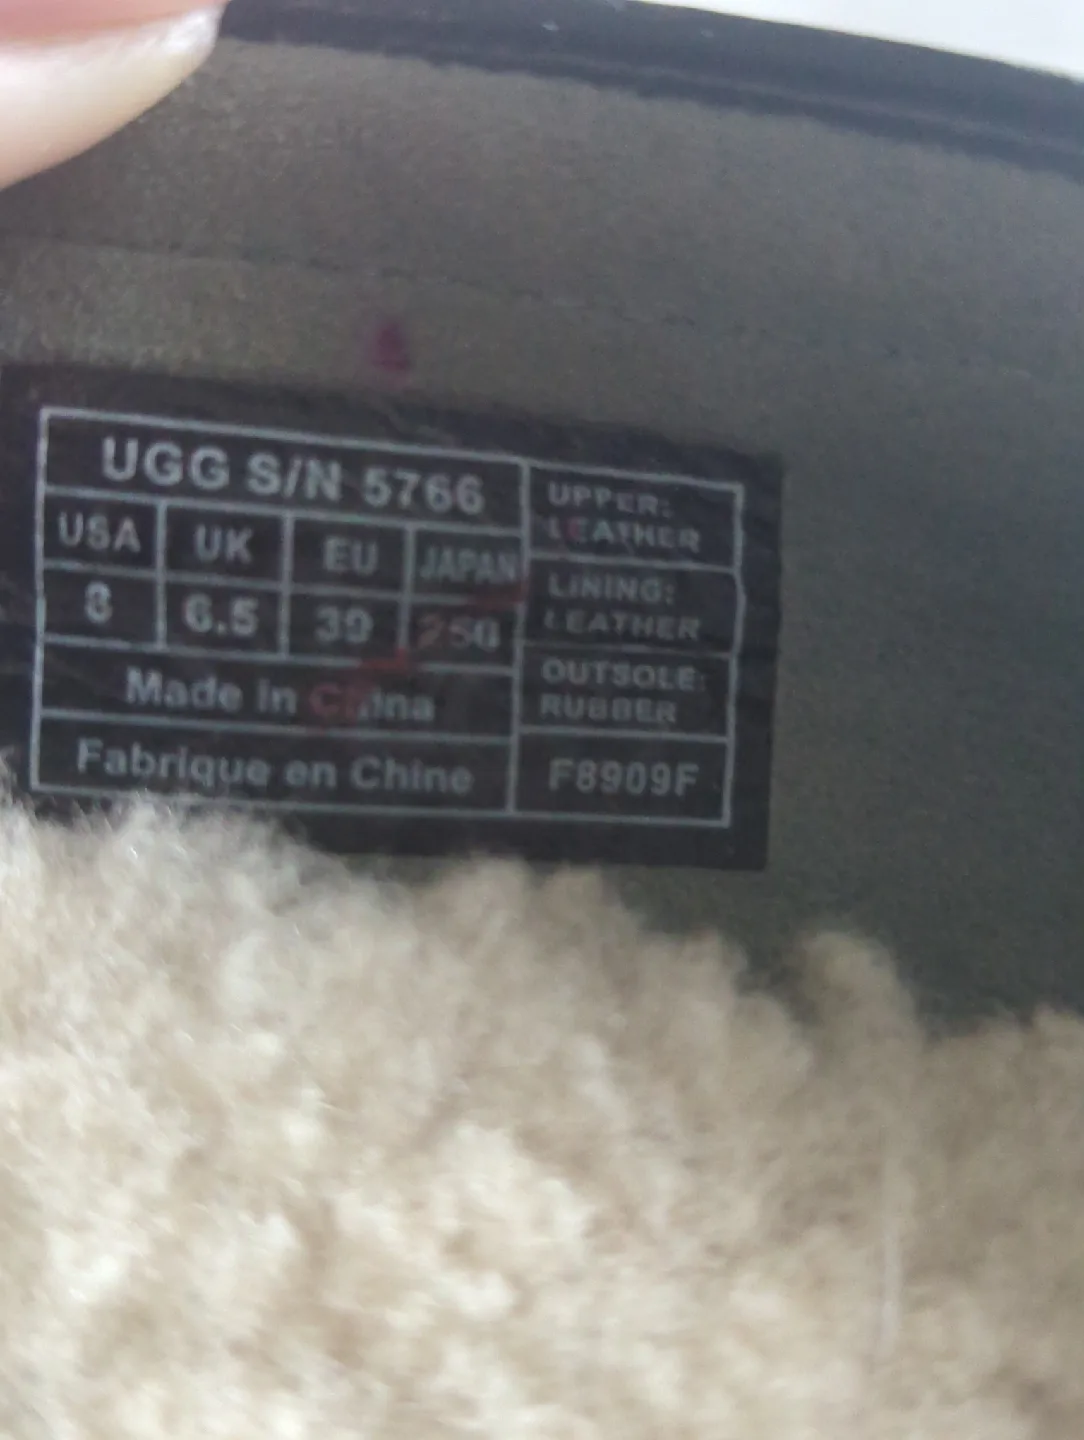 UGG S/N 5766
USA UK EU JAPAN
8 6.5 39 250
Made in China
Fabrique en Chine
UPPER:
LEATHER
LINING:
LEATHER
OUTSOLE:
RUBBER
F8909F